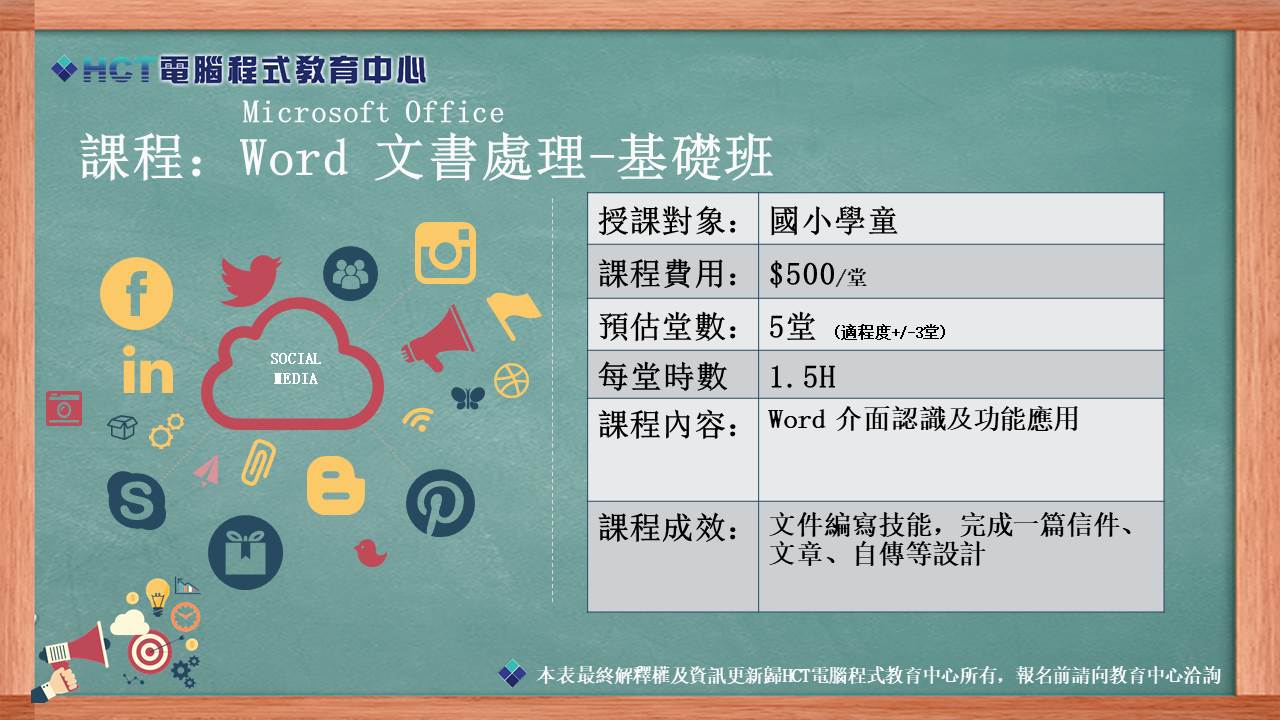 HCT電腦程式教育中心
Microsoft Office
課程：Word 文書處理-基礎班
授課對象： 國小學童
課程費用： $500/堂
預估堂數： 5堂 (適程度+/-3堂)
每堂時數 1.5H
課程內容： Word 介面認識及功能應用
課程成效： 文件編寫技能，完成一篇信件、
文章、自傳等設計
SOCIAL
MEDIA
本表最終解釋權及資訊更新歸HCT電腦程式教育中心所有，報名前請向教育中心洽詢